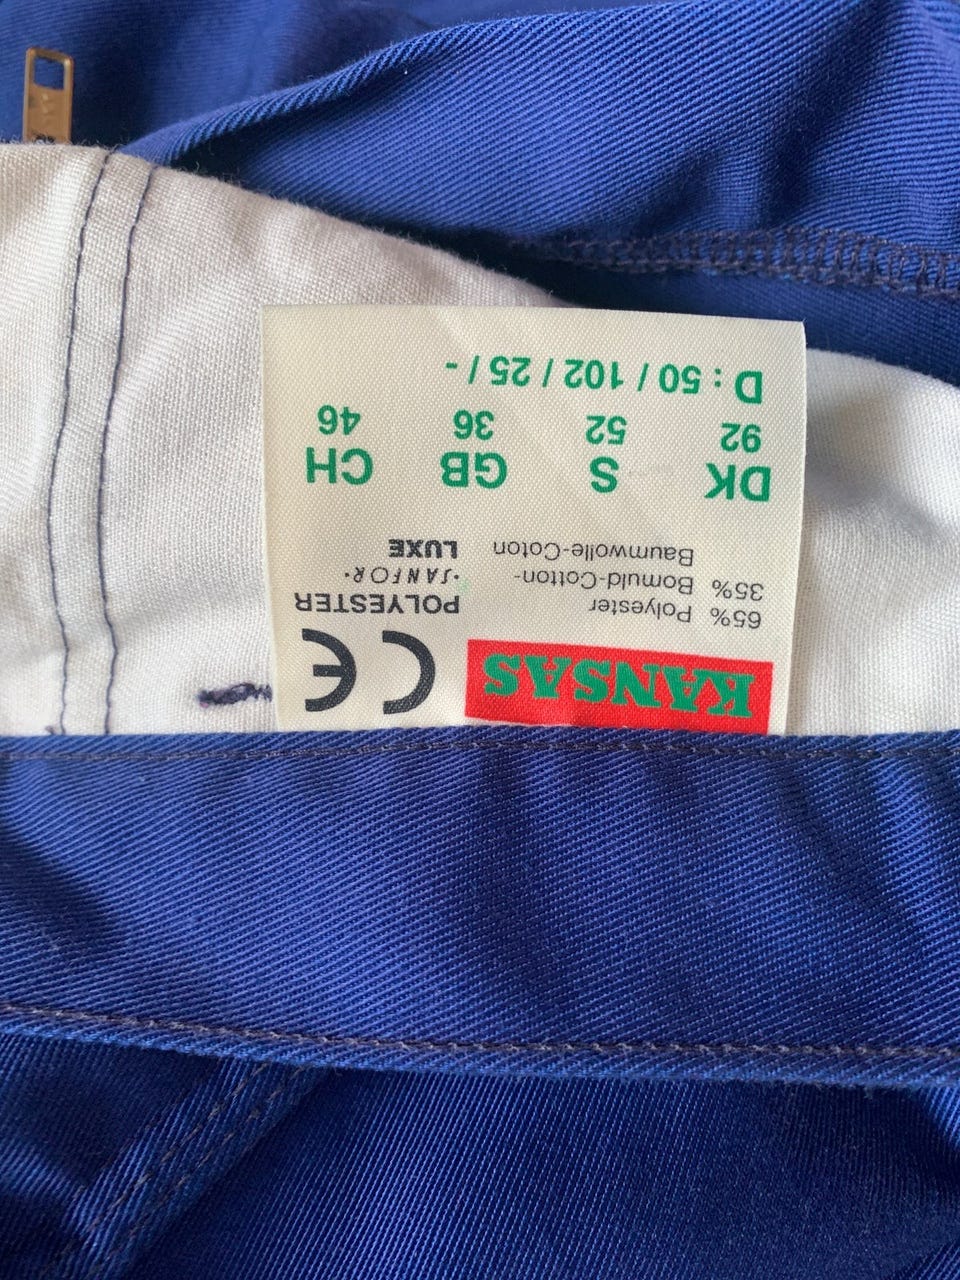 KANSAS
CE
65% Polyester
35% Bomuld-Cotton-
Baumwolle-Coton
POLYESTER
·SANFOR·
LUXE
DK S GB CH
92 52 36 46
D : 50 / 102 / 25 / -